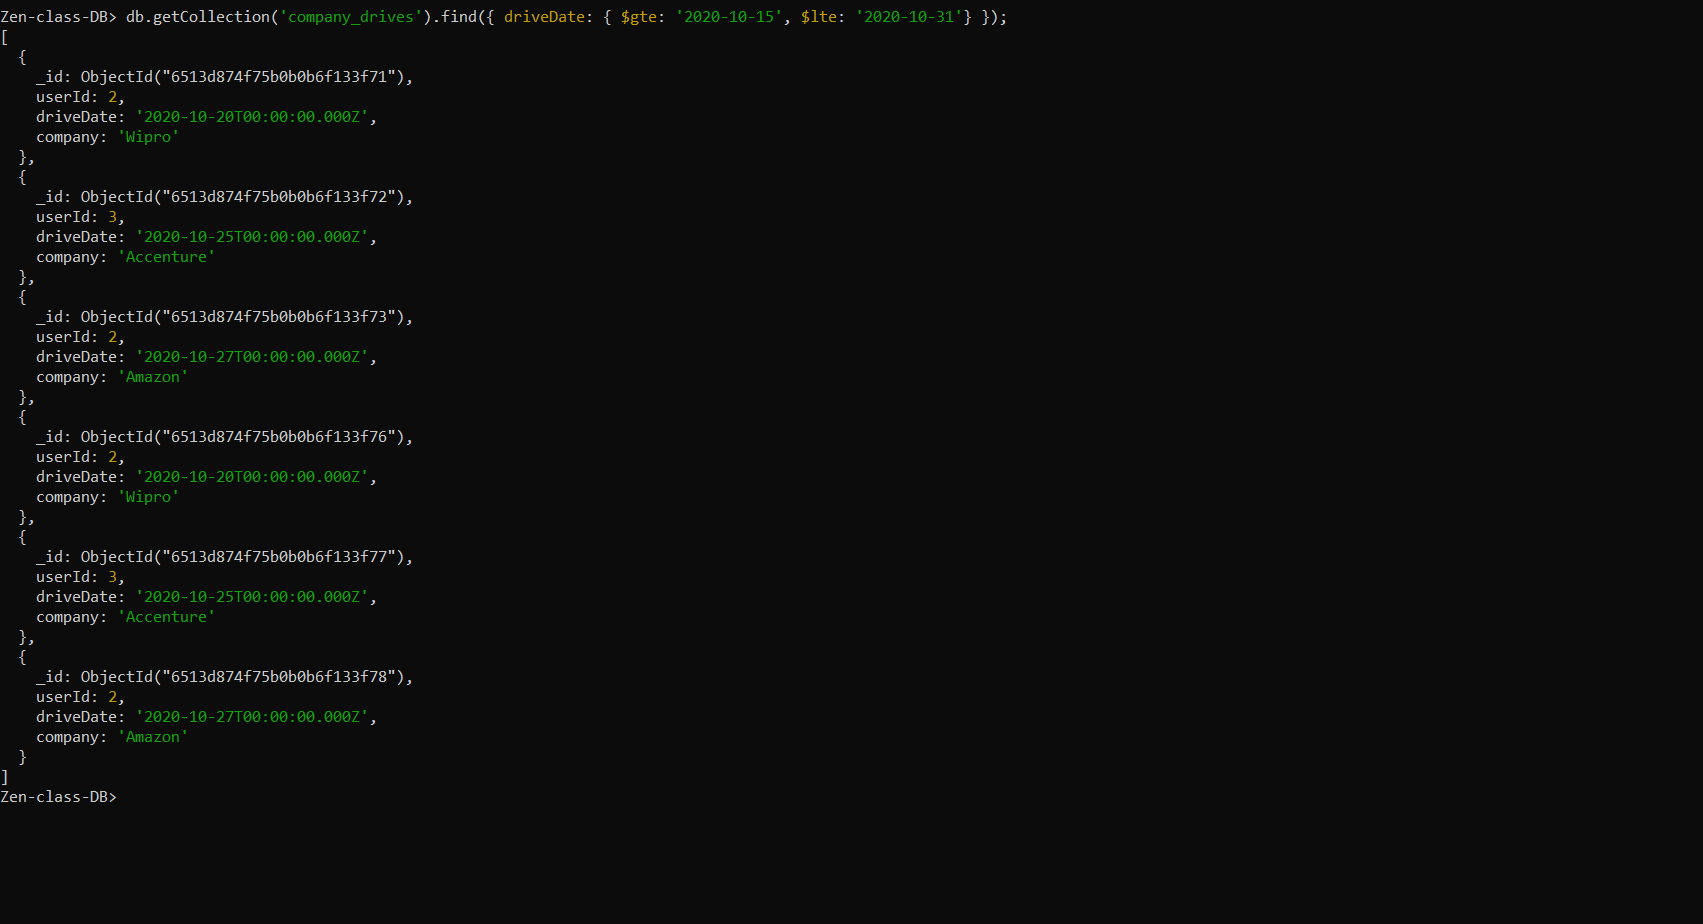 Zen-class-DB> db.getCollection('company_drives').find({ driveDate: { $gte: '2020-10-15', $lte: '2020-10-31'} });
[
  {
    _id: ObjectId("6513d874f75b0b0b6f133f71"),
    userId: 2,
    driveDate: '2020-10-20T00:00:00.000Z',
    company: 'Wipro'
  },
  {
    _id: ObjectId("6513d874f75b0b0b6f133f72"),
    userId: 3,
    driveDate: '2020-10-25T00:00:00.000Z',
    company: 'Accenture'
  },
  {
    _id: ObjectId("6513d874f75b0b0b6f133f73"),
    userId: 2,
    driveDate: '2020-10-27T00:00:00.000Z',
    company: 'Amazon'
  },
  {
    _id: ObjectId("6513d874f75b0b0b6f133f76"),
    userId: 2,
    driveDate: '2020-10-20T00:00:00.000Z',
    company: 'Wipro'
  },
  {
    _id: ObjectId("6513d874f75b0b0b6f133f77"),
    userId: 3,
    driveDate: '2020-10-25T00:00:00.000Z',
    company: 'Accenture'
  },
  {
    _id: ObjectId("6513d874f75b0b0b6f133f78"),
    userId: 2,
    driveDate: '2020-10-27T00:00:00.000Z',
    company: 'Amazon'
  }
]
Zen-class-DB>